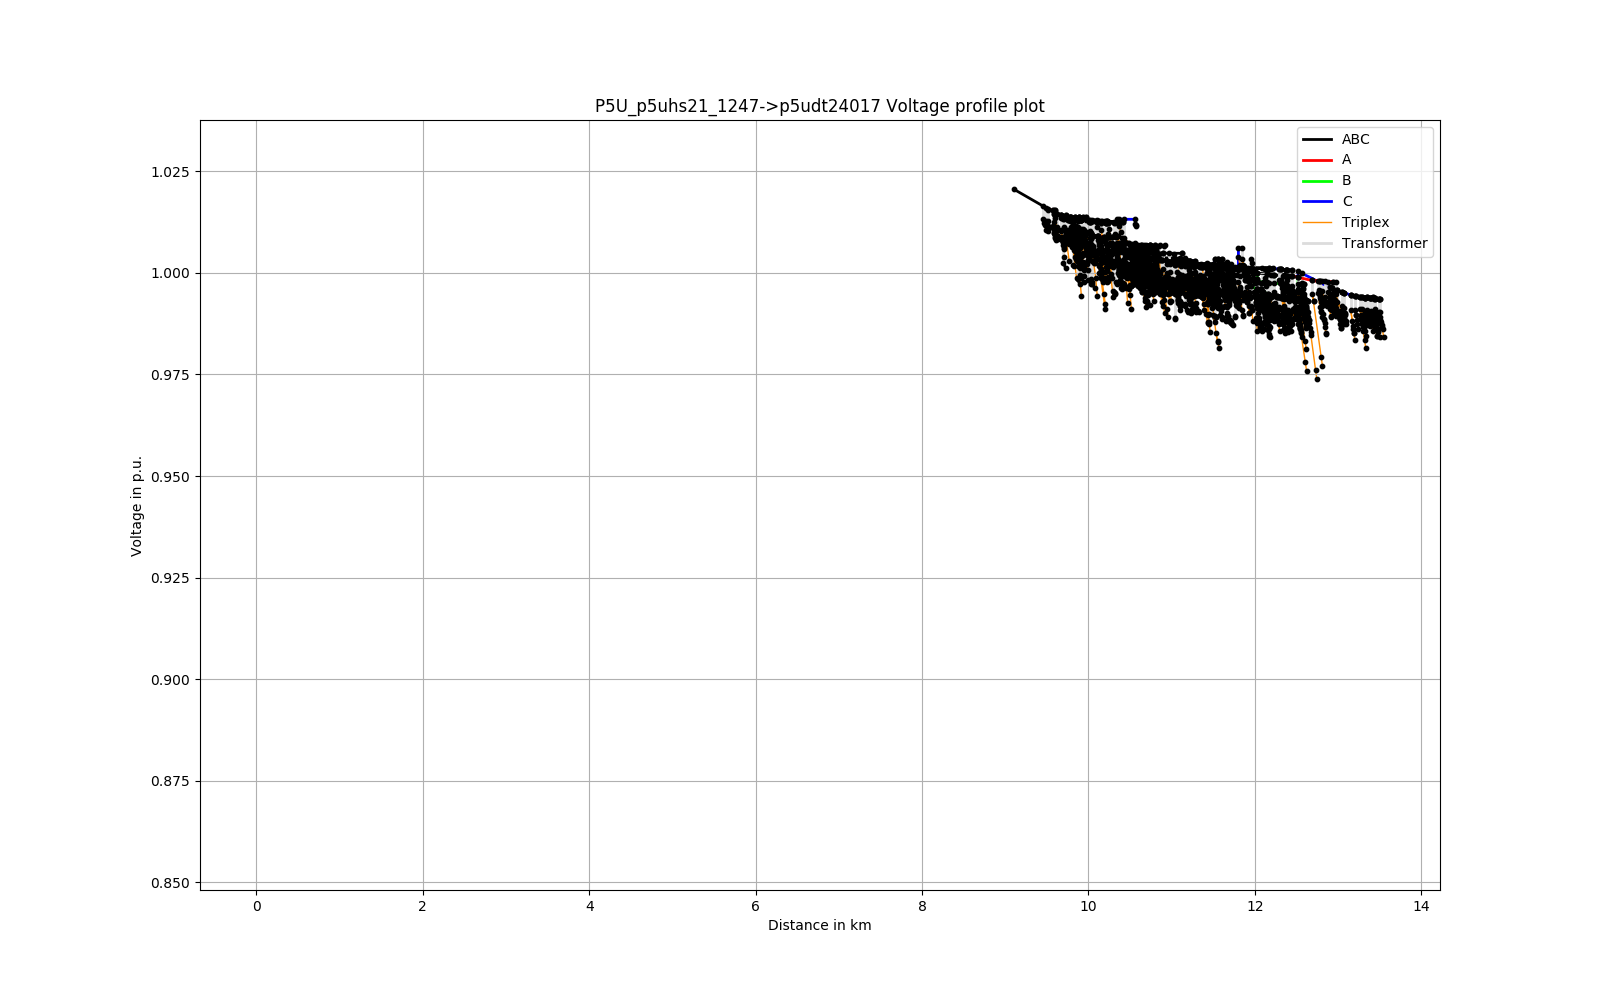 P5U_p5uhs21_1247->p5udt24017 Voltage profile plot
ABC
A
B
C
Triplex
Transformer
1.025
1.000
0.975
0.950
0.925
0.900
0.875
0.850
Voltage in p.u.
0 2 4 6 8 10 12 14
Distance in km